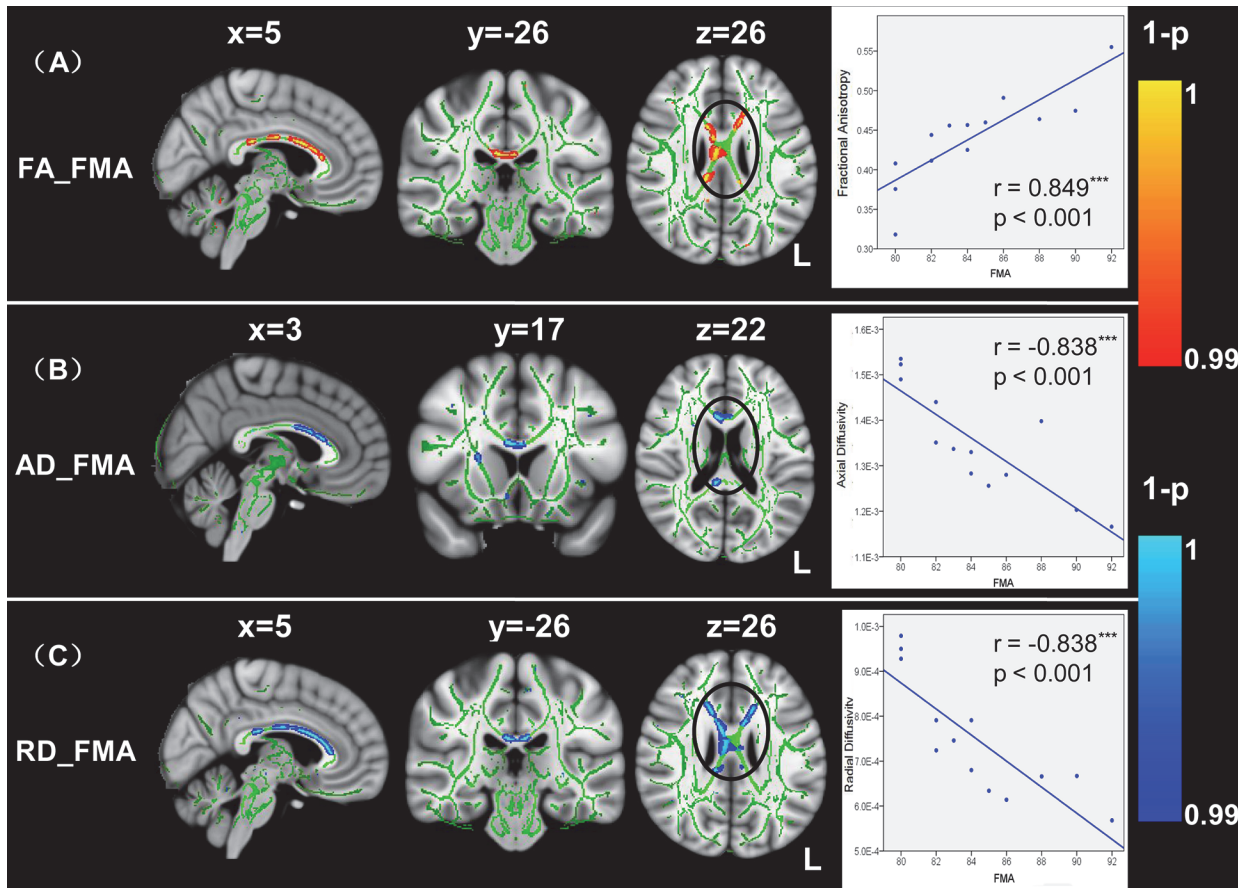 x=5 y=-26 z=26
（A）
FA_FMA
L
0.55
0.50
0.45
0.40
0.35
0.30
Fractional Anisotropy
r = 0.849***
p < 0.001
80 82 84 86 88 90 92
FMA
1-p
1
0.99
x=3 y=17 z=22
（B）
AD_FMA
L
1.6E-3
1.5E-3
1.4E-3
1.3E-3
1.2E-3
1.1E-3
Axial Diffusivity
r = -0.838***
p < 0.001
80 82 84 86 88 90 92
FMA
1-p
1
0.99
x=5 y=-26 z=26
（C）
RD_FMA
L
1.0E-3
9.0E-4
8.0E-4
7.0E-4
6.0E-4
5.0E-4
Radial Diffusivity
r = -0.838***
p < 0.001
80 82 84 86 88 90 92
FMA